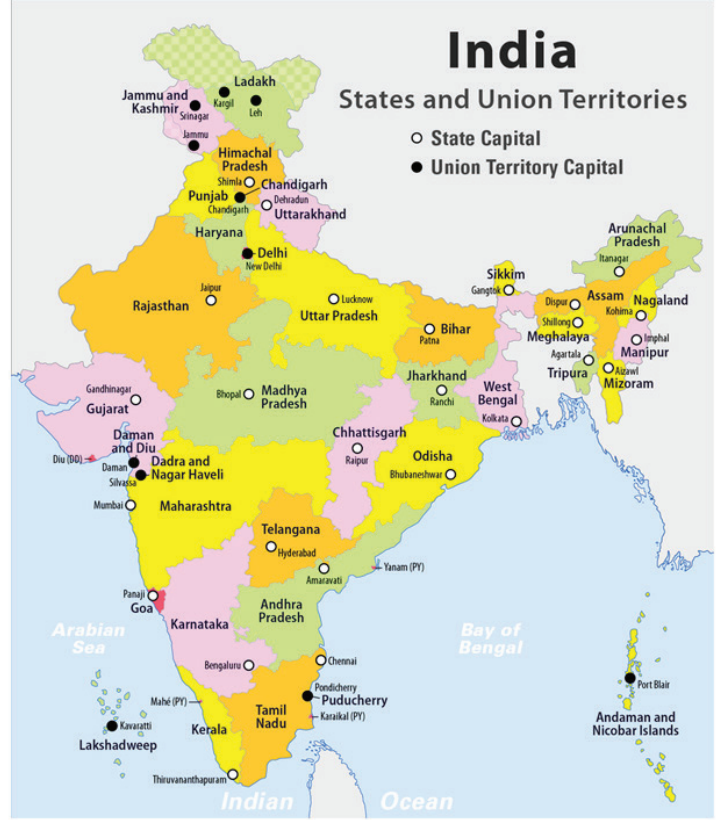 India
States and Union Territories
State Capital
Union Territory Capital
Ladakh
Kargil
Leh
Jammu and
Kashmir
Srinagar
Jammu
Himachal
Pradesh
Shimla
Chandigarh
Punjab
Chandigarh
Dehradun
Uttarakhand
Haryana
Delhi
New Delhi
Arunachal
Pradesh
Itanagar
Sikkim
Gangtok
Jaipur
Rajasthan
Lucknow
Uttar Pradesh
Dispur
Assam
Nagaland
Kohima
Bihar
Patna
Shillong
Meghalaya
Imphal
Manipur
Agartala
Tripura
Aizawl
Mizoram
Gandhinagar
Gujarat
Bhopal
Madhya
Pradesh
Jharkhand
Ranchi
West
Bengal
Kolkata
Daman
and Diu
Diu (DD)
Daman
Silvassa
Dadra and
Nagar Haveli
Chhattisgarh
Raipur
Odisha
Bhubaneshwar
Mumbai
Maharashtra
Telangana
Hyderabad
Amaravati
Yanam (PY)
Panaji
Goa
Karnataka
Andhra
Pradesh
Arabian
Sea
Bay of
Bengal
Bengaluru
Chennai
Port Blair
Andaman and
Nicobar Islands
Mahé (PY)
Pondicherry
Puducherry
Karaikal (PY)
Kavaratti
Lakshadweep
Kerala
Tamil
Nadu
Thiruvananthapuram
Indian Ocean